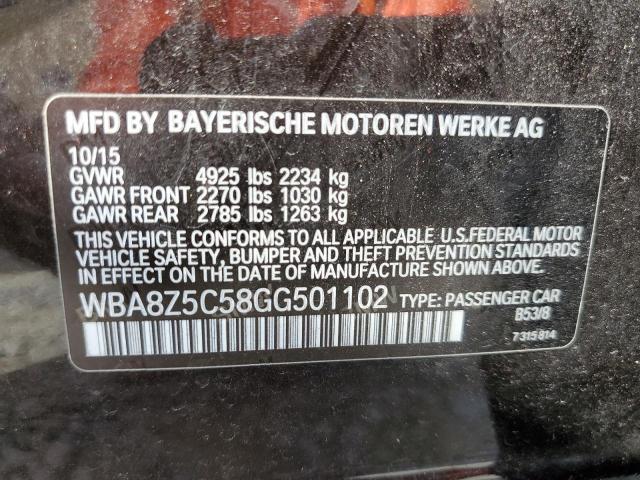 MFD BY BAYERISCHE MOTOREN WERKE AG
10/15
GVWR 4925 lbs 2234 kg
GAWR FRONT 2270 lbs 1030 kg
GAWR REAR 2785 lbs 1263 kg
THIS VEHICLE CONFORMS TO ALL APPLICABLE U.S.FEDERAL MOTOR
VEHICLE SAFETY, BUMPER AND THEFT PREVENTION STANDARDS
IN EFFECT ON THE DATE OF MANUFACTURE SHOWN ABOVE.
WBA8Z5C58GG501102 TYPE: PASSENGER CAR
B53/8
7315814